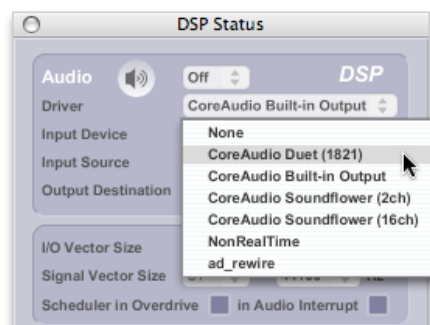 DSP Status
Audio Off DSP
Driver CoreAudio Built-in Output
Input Device
Input Source
Output Destination
None
CoreAudio Duet (1821)
CoreAudio Built-in Output
CoreAudio Soundflower (2ch)
CoreAudio Soundflower (16ch)
NonRealTime
ad_rewire
I/O Vector Size
Signal Vector Size
Scheduler in Overdrive in Audio Interrupt